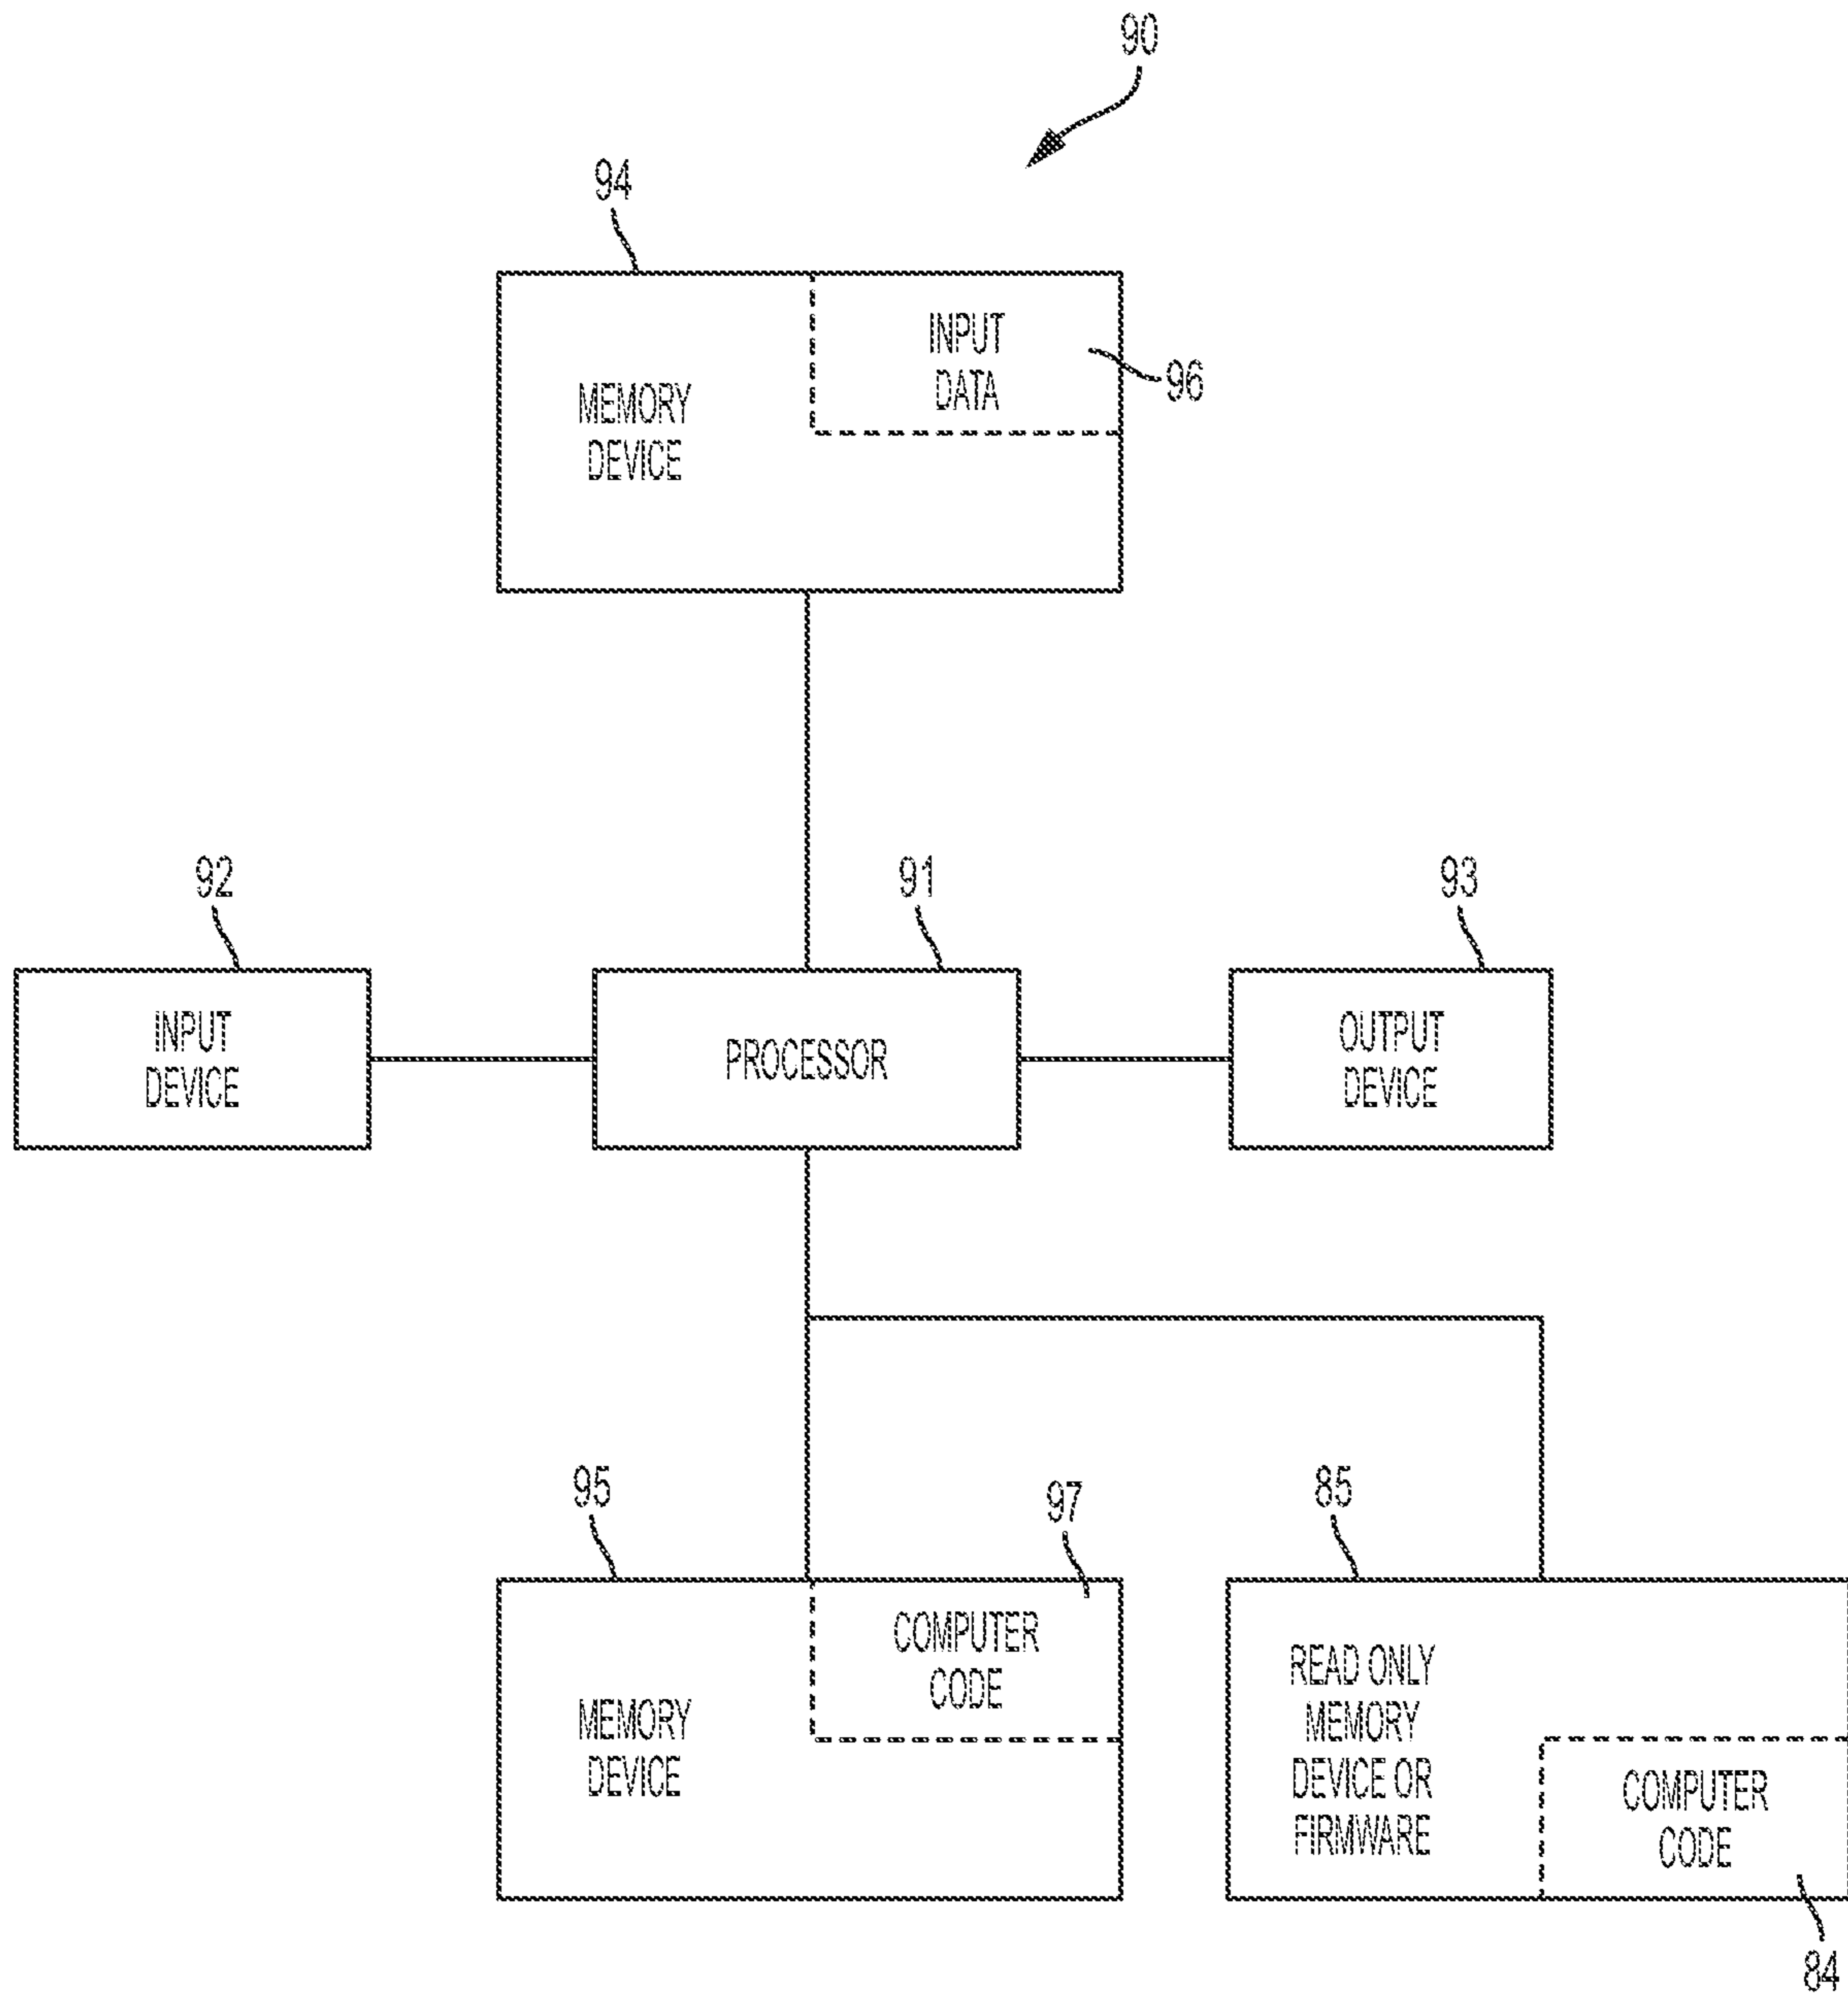 90
94
INPUT
DATA
96
MEMORY
DEVICE
92
91
93
INPUT
DEVICE
PROCESSOR
OUTPUT
DEVICE
95
97
85
COMPUTER
CODE
MEMORY
DEVICE
READ ONLY
MEMORY
DEVICE OR
FIRMWARE
COMPUTER
CODE
84